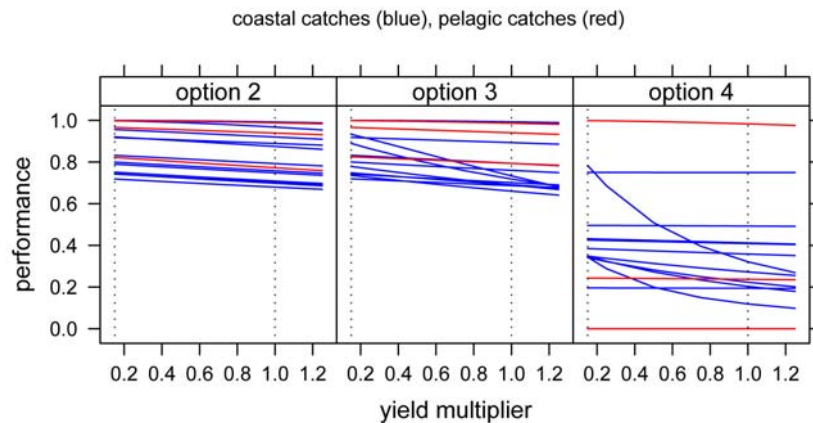 coastal catches (blue), pelagic catches (red)
option 2 option 3 option 4
performance
1.0
0.8
0.6
0.4
0.2
0.0
0.2 0.4 0.6 0.8 1.0 1.2 0.2 0.4 0.6 0.8 1.0 1.2 0.2 0.4 0.6 0.8 1.0 1.2
yield multiplier